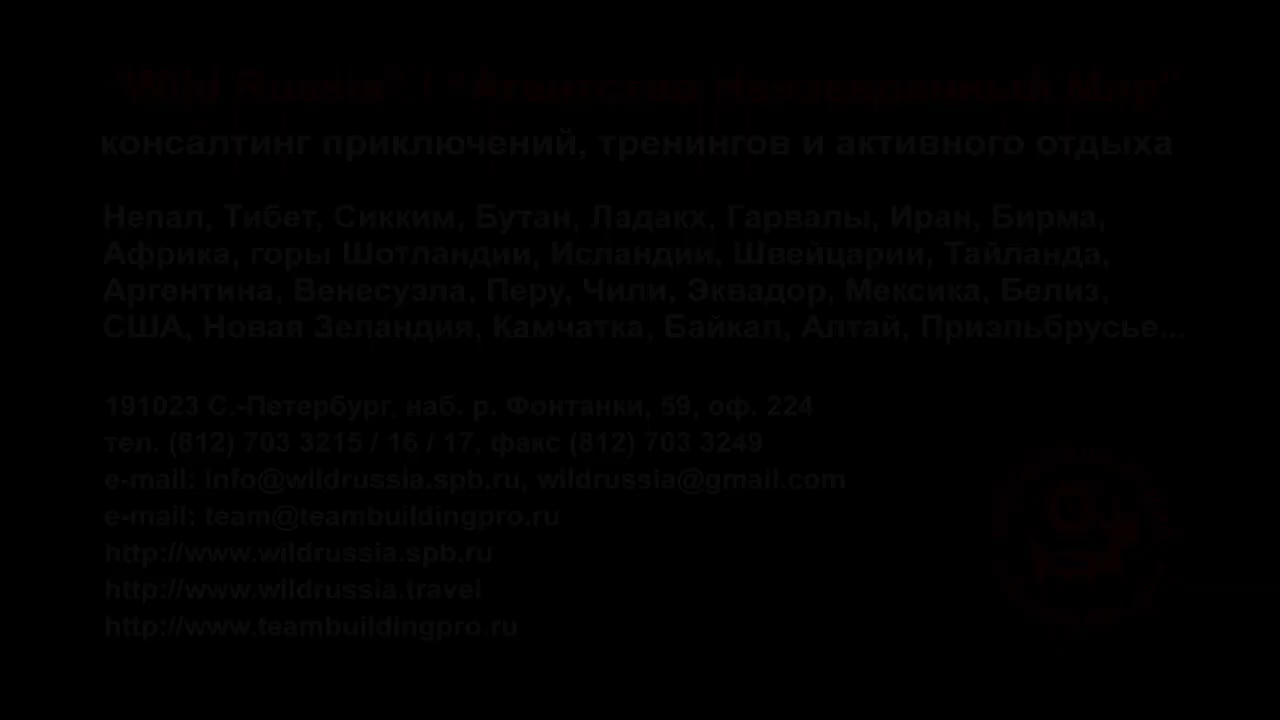 "Wild Russia" / "Агентство Неизведанный Мир"
консалтинг приключений, тренингов и активного отдыха
Непал, Тибет, Сикким, Бутан, Ладакх, Гарвалы, Иран, Бирма,
Африка, горы Шотландии, Исландии, Швейцарии, Тайланда,
Аргентина, Венесуэла, Перу, Чили, Эквадор, Мексика, Белиз,
США, Новая Зеландия, Камчатка, Байкал, Алтай, Приэльбрусье...
191023 С.-Петербург, наб. р. Фонтанки, 59, оф. 224
тел. (812) 703 3215 / 16 / 17, факс (812) 703 3249
e-mail: info@wildrussia.spb.ru, wildrussia@gmail.com
e-mail: team@teambuildingpro.ru
http://www.wildrussia.spb.ru
http://www.wildrussia.travel
http://www.teambuildingpro.ru